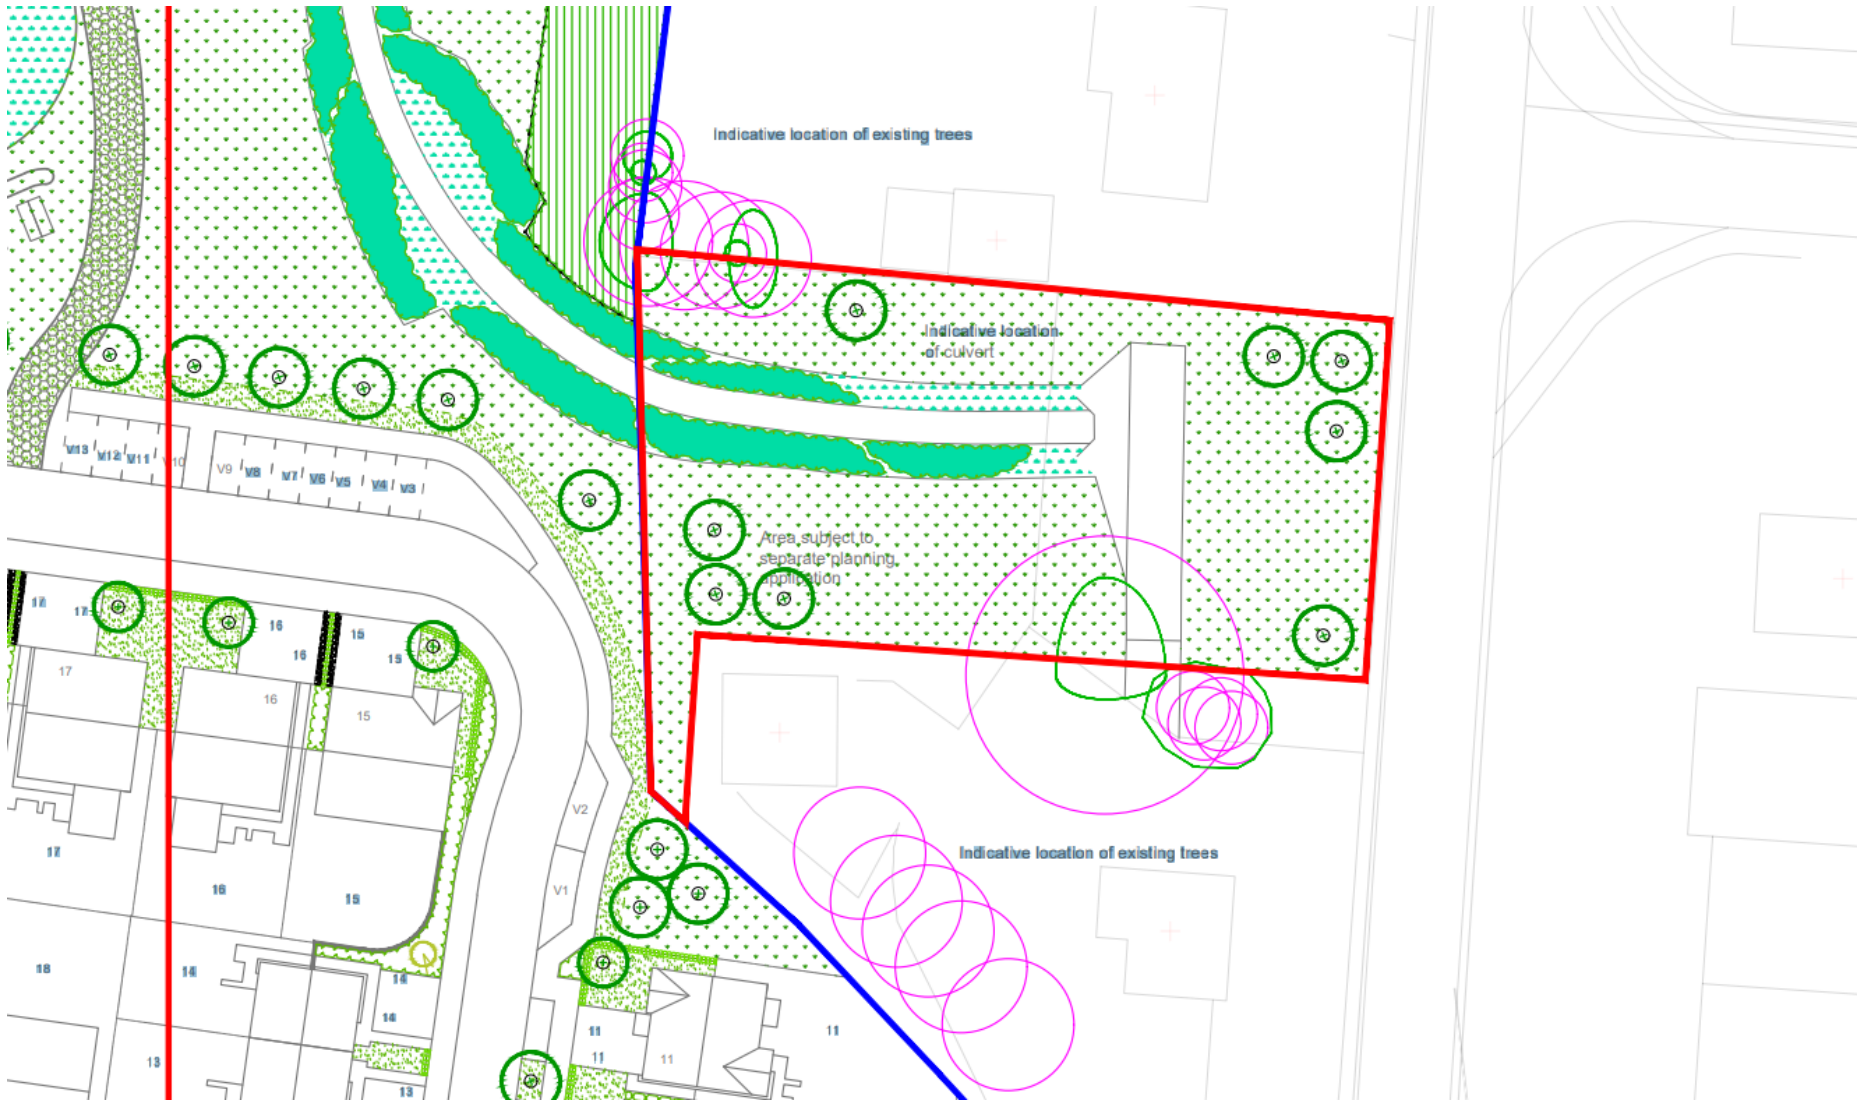 Indicative location of existing trees
Indicative location
of culvert
V13
V12
V11
V10
V9
V8
V7
V6
V5
V4
V3
Area subject to
separate planning
application
17
17
16
16
15
15
17
16
15
V2
17
16
15
V1
Indicative location of existing trees
18
14
14
14
11
11
11
11
13
13